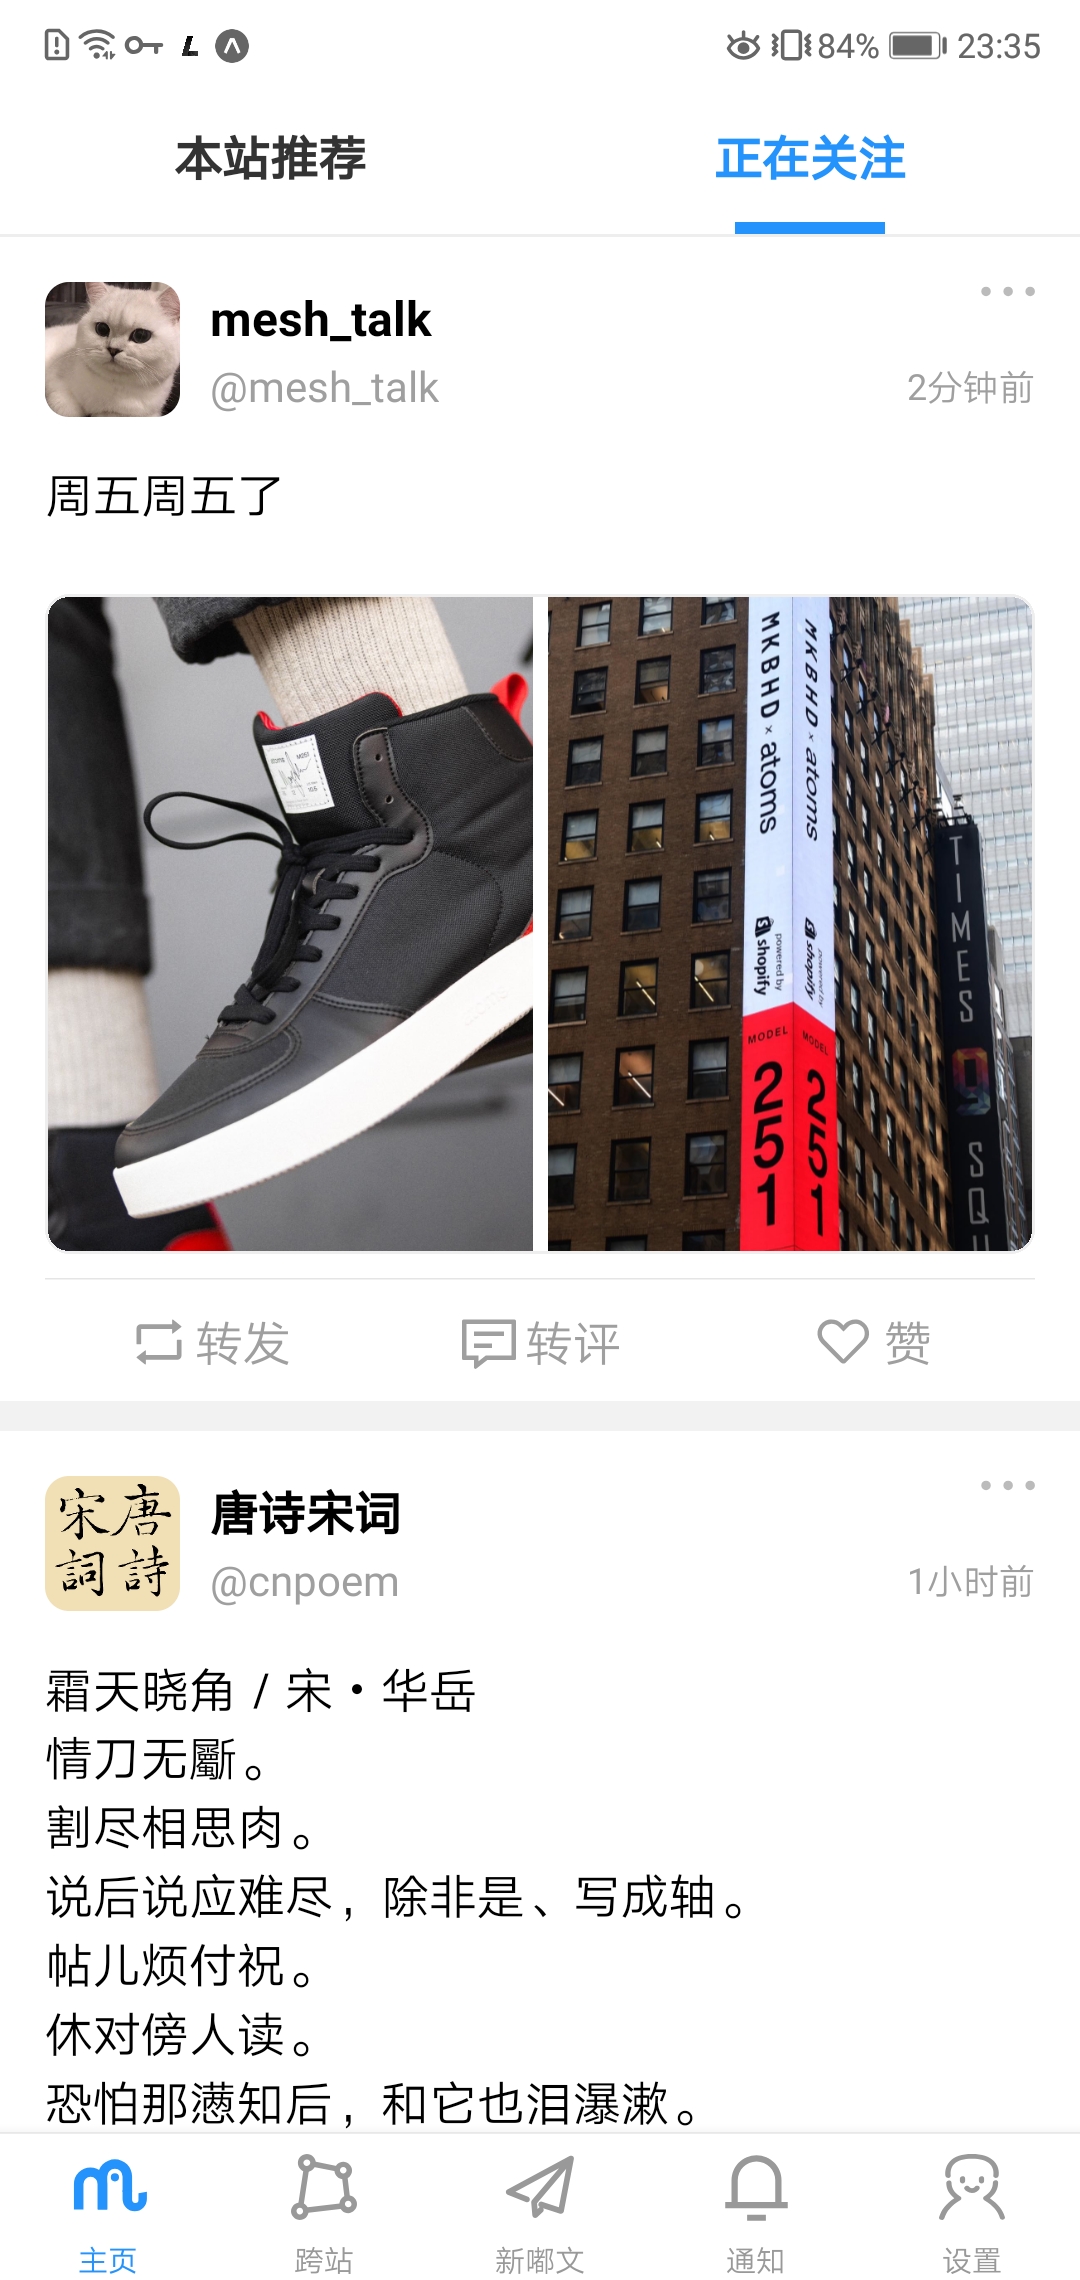 84% 23:35
本站推荐 正在关注
mesh_talk
@mesh_talk 2分钟前
周五周五了
MKBHD × atoms
powered by
shopify
MODEL
251
MKBHD × atoms
powered by
shopify
MODEL
251
TIMES
SQU
转发 转评 赞
宋唐
詞詩
唐诗宋词
@cnpoem 1小时前
霜天晓角 / 宋·华岳
情刀无劚。
割尽相思肉。
说后说应难尽，除非是、写成轴。
帖儿烦付祝。
休对傍人读。
恐怕那懑知后，和它也泪瀑漱。
主页 跨站 新嘟文 通知 设置